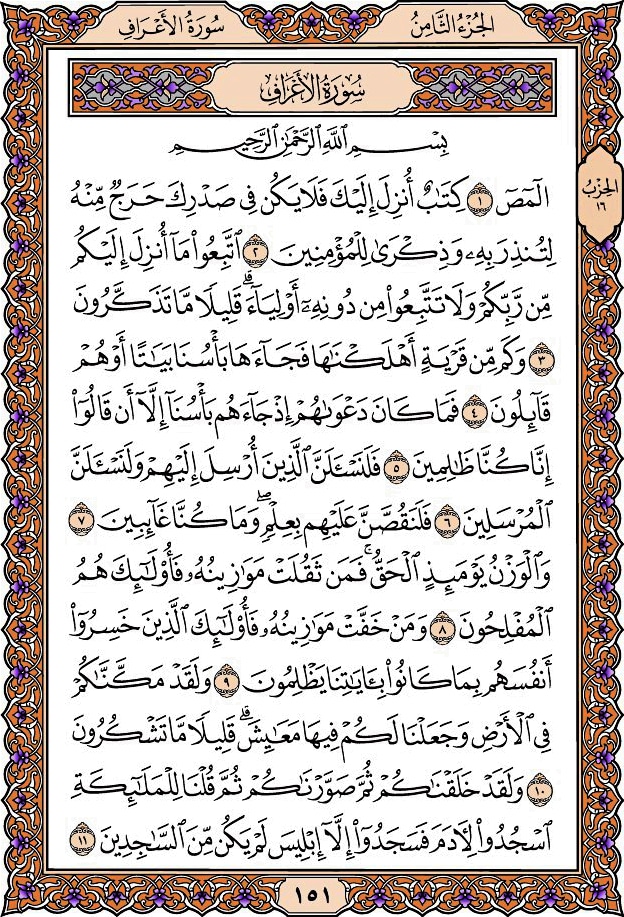 الجُزْءُ الثَّامِنُ
سُورَةُ الأَعْرَافِ
سُورَةُ الأَعْرَافِ
الحِزْبُ
١٦
بِسْمِ ٱللَّهِ ٱلرَّحْمَٰنِ ٱلرَّحِيمِ
الٓمٓصٓ ١ كِتَٰبٌ أُنزِلَ إِلَيْكَ فَلَا يَكُن فِى صَدْرِكَ حَرَجٌ مِّنْهُ
لِتُنذِرَ بِهِۦ وَذِكْرَىٰ لِلْمُؤْمِنِينَ ٢ ٱتَّبِعُوا۟ مَآ أُنزِلَ إِلَيْكُم
مِّن رَّبِّكُمْ وَلَا تَتَّبِعُوا۟ مِن دُونِهِۦٓ أَوْلِيَآءَ ۗ قَلِيلًا مَّا تَذَكَّرُونَ
٣ وَكَم مِّن قَرْيَةٍ أَهْلَكْنَٰهَا فَجَآءَهَا بَأْسُنَا بَيَٰتًا أَوْ هُمْ
قَآئِلُونَ ٤ فَمَا كَانَ دَعْوَىٰهُمْ إِذْ جَآءَهُم بَأْسُنَآ إِلَّآ أَن قَالُوٓا۟
إِنَّا كُنَّا ظَٰلِمِينَ ٥ فَلَنَسْـَٔلَنَّ ٱلَّذِينَ أُرْسِلَ إِلَيْهِمْ وَلَنَسْـَٔلَنَّ
ٱلْمُرْسَلِينَ ٦ فَلَنَقُصَّنَّ عَلَيْهِم بِعِلْمٍ ۖ وَمَا كُنَّا غَآئِبِينَ ٧
وَٱلْوَزْنُ يَوْمَئِذٍ ٱلْحَقُّ ۚ فَمَن ثَقُلَتْ مَوَٰزِينُهُۥ فَأُو۟لَٰٓئِكَ هُمُ
ٱلْمُفْلِحُونَ ٨ وَمَنْ خَفَّتْ مَوَٰزِينُهُۥ فَأُو۟لَٰٓئِكَ ٱلَّذِينَ خَسِرُوٓا۟
أَنفُسَهُم بِمَا كَانُوا۟ بِـَٔايَٰتِنَا يَظْلِمُونَ ٩ وَلَقَدْ مَكَّنَّٰكُمْ
فِى ٱلْأَرْضِ وَجَعَلْنَا لَكُمْ فِيهَا مَعَٰيِشَ ۗ قَلِيلًا مَّا تَشْكُرُونَ
١٠ وَلَقَدْ خَلَقْنَٰكُمْ ثُمَّ صَوَّرْنَٰكُمْ ثُمَّ قُلْنَا لِلْمَلَٰٓئِكَةِ
ٱسْجُدُوا۟ لِـَٔادَمَ فَسَجَدُوٓا۟ إِلَّآ إِبْلِيسَ لَمْ يَكُن مِّنَ ٱلسَّٰجِدِينَ ١١
١٥١